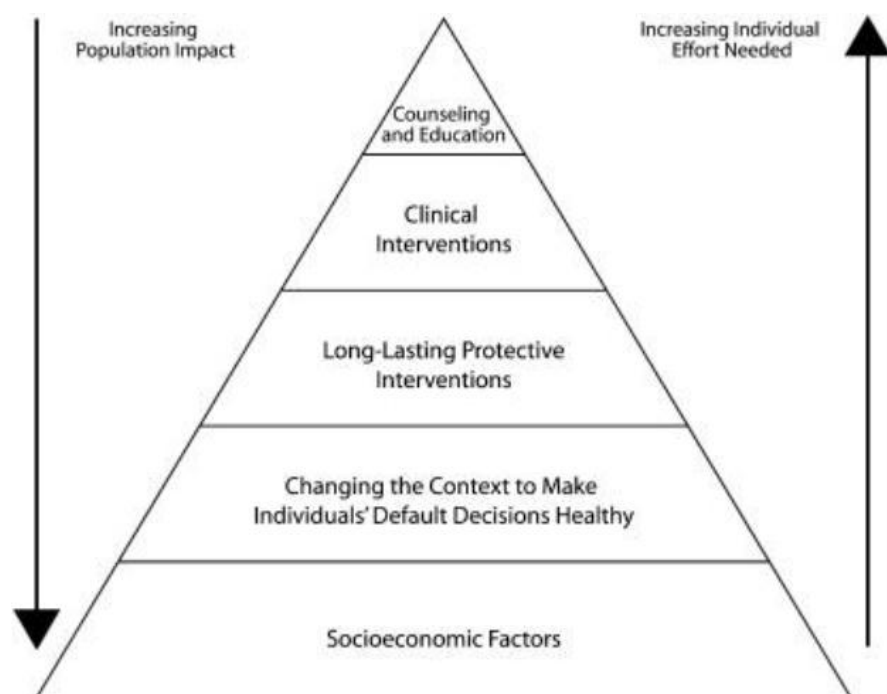 Increasing
Population Impact
Increasing Individual
Effort Needed
Counseling
and Education
Clinical
Interventions
Long-Lasting Protective
Interventions
Changing the Context to Make
Individuals' Default Decisions Healthy
Socioeconomic Factors